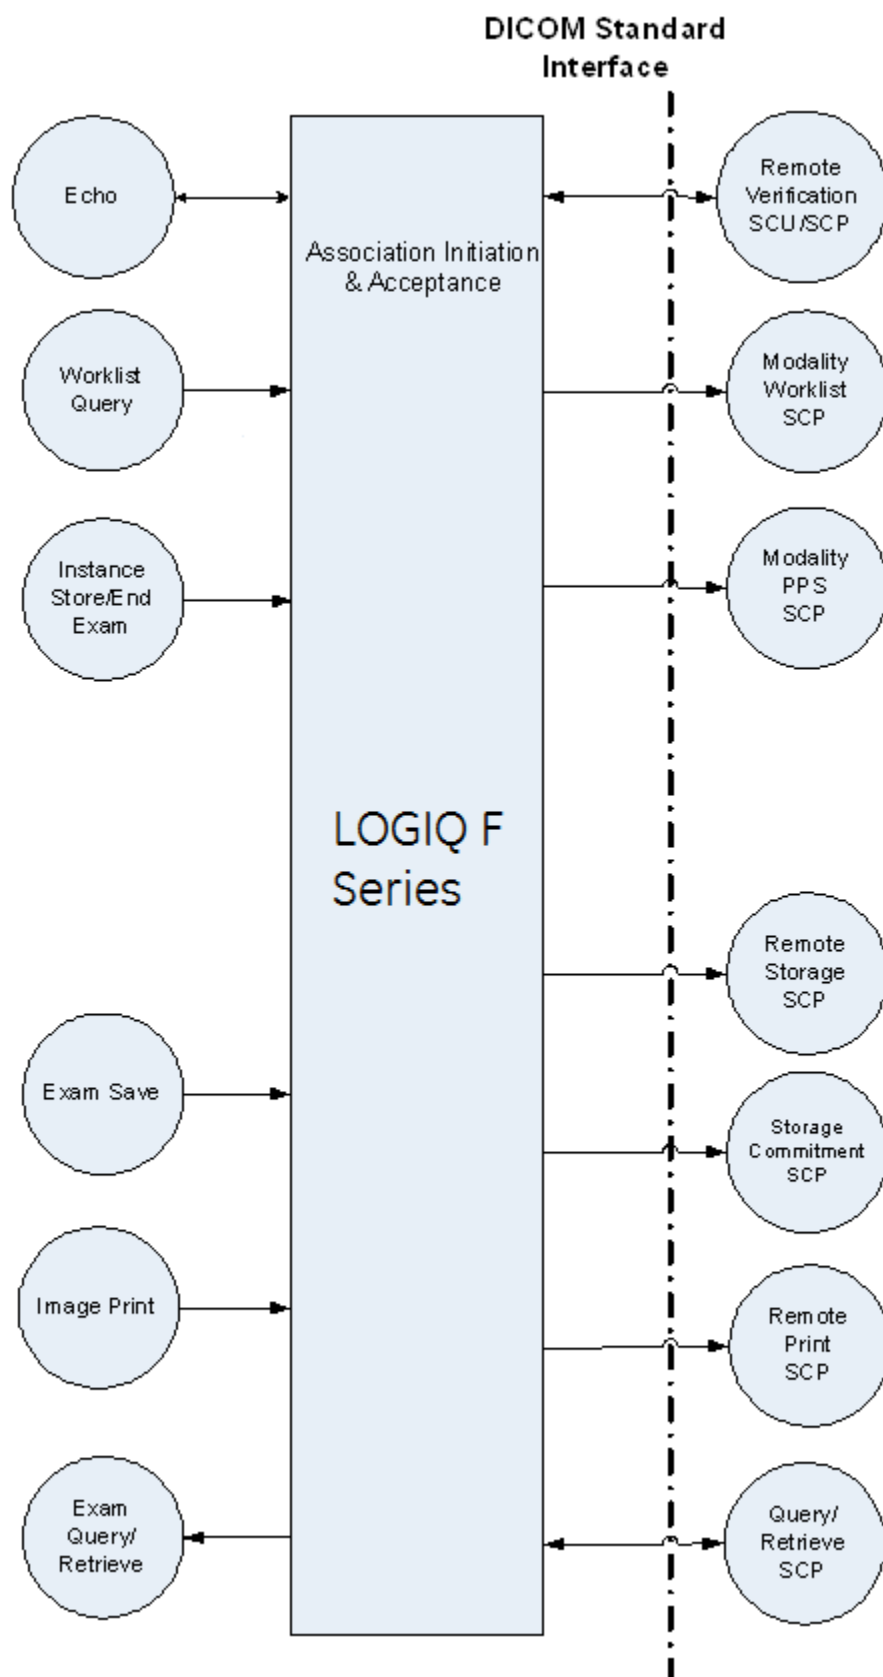 DICOM Standard
Interface
Echo
Association Initiation
& Acceptance
Remote
Verification
SCU/SCP
Worklist
Query
Modality
Worklist
SCP
Instance
Store/End
Exam
Modality
PPS
SCP
LOGIQ F
Series
Remote
Storage
SCP
Exam Save
Storage
Commitment
SCP
Image Print
Remote
Print
SCP
Exam
Query/
Retrieve
Query/
Retrieve
SCP